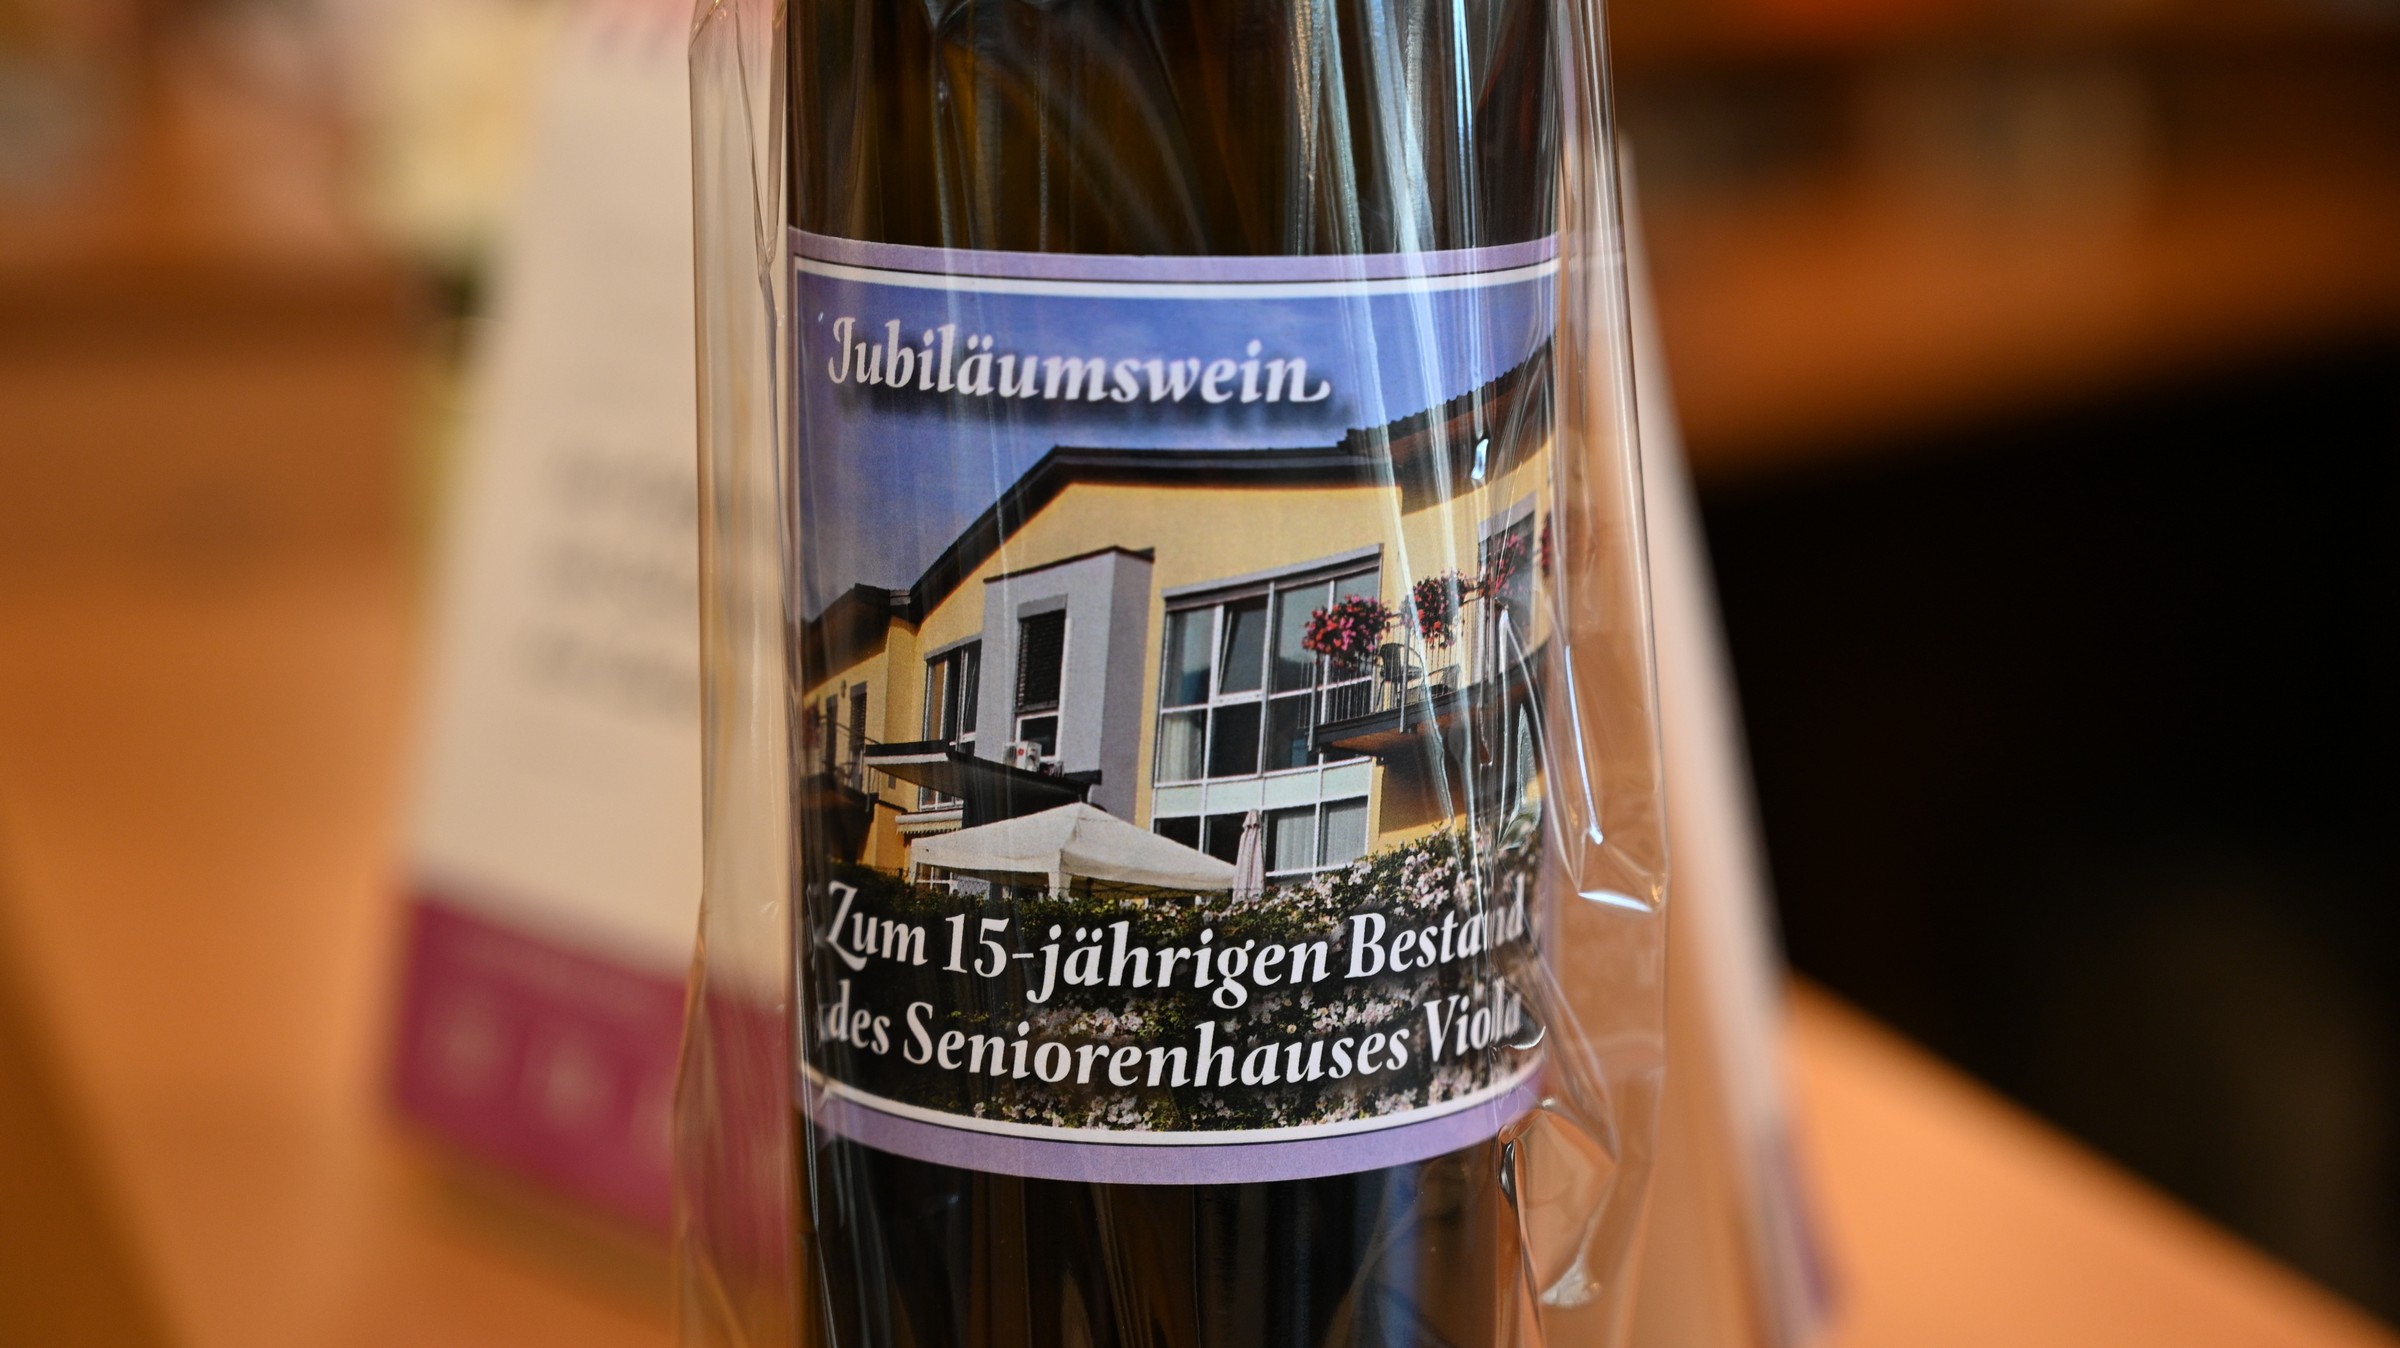 Jubiläumswein
Zum 15-jährigen Bestand
des Seniorenhauses Viola